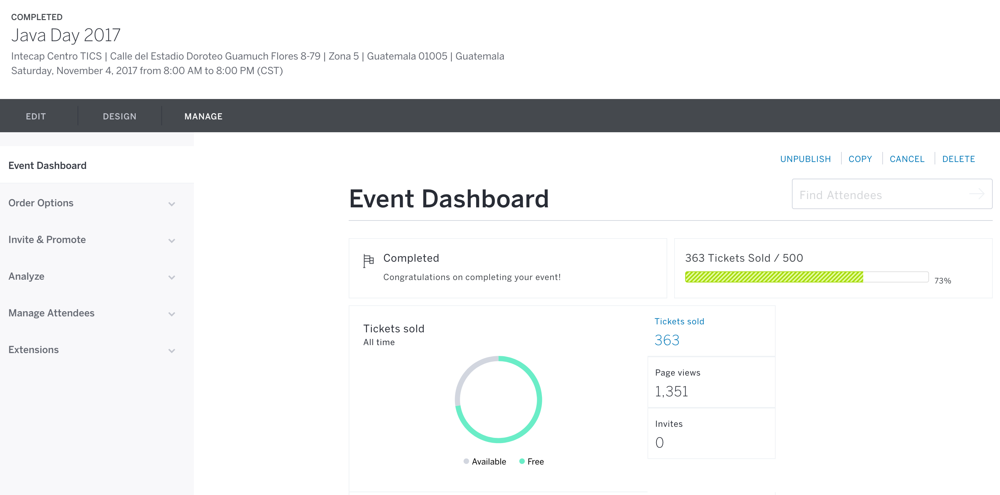 COMPLETED
Java Day 2017
Intecap Centro TICS | Calle del Estadio Doroteo Guamuch Flores 8-79 | Zona 5 | Guatemala 01005 | Guatemala
Saturday, November 4, 2017 from 8:00 AM to 8:00 PM (CST)
EDIT DESIGN MANAGE
Event Dashboard
Order Options
Invite & Promote
Analyze
Manage Attendees
Extensions
UNPUBLISH COPY CANCEL DELETE
Event Dashboard
Find Attendees
Completed
Congratulations on completing your event!
363 Tickets Sold / 500
73%
Tickets sold
All time
Available Free
Tickets sold
363
Page views
1,351
Invites
0